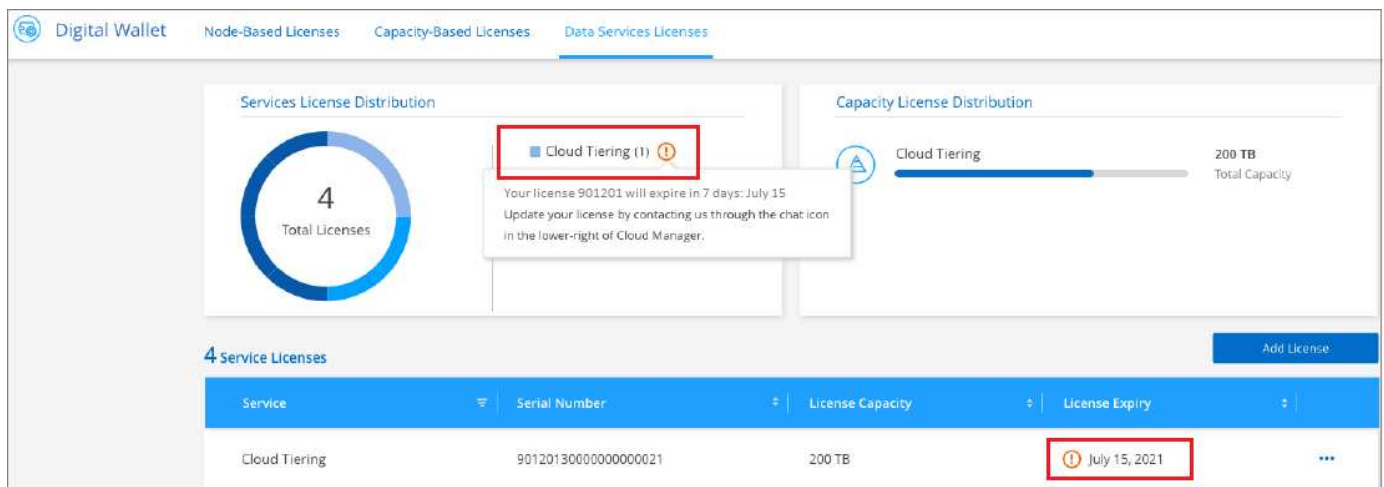 Digital Wallet
Node-Based Licenses
Capacity-Based Licenses
Data Services Licenses
Services License Distribution
4
Total Licenses
Cloud Tiering (1)
Your license 901201 will expire in 7 days: July 15
Update your license by contacting us through the chat icon
in the lower-right of Cloud Manager.
Capacity License Distribution
Cloud Tiering
200 TB
Total Capacity
4 Service Licenses
Add License
Service
Serial Number
License Capacity
License Expiry
Cloud Tiering
90120130000000000021
200 TB
July 15, 2021